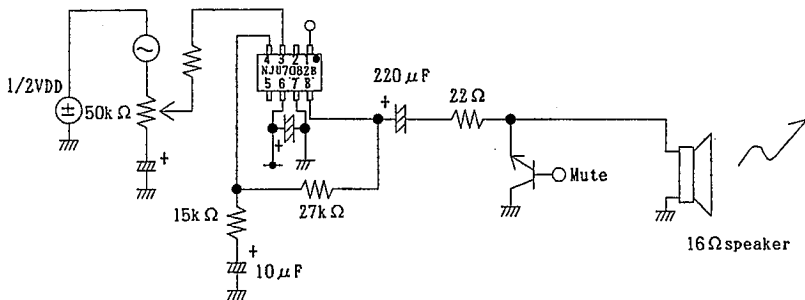 1/2VDD
50kΩ
+
4 3 2 1
NJU7082B
5 6 7 8
+
220μF
+
22Ω
Mute
27kΩ
15kΩ
+
10μF
16Ωspeaker